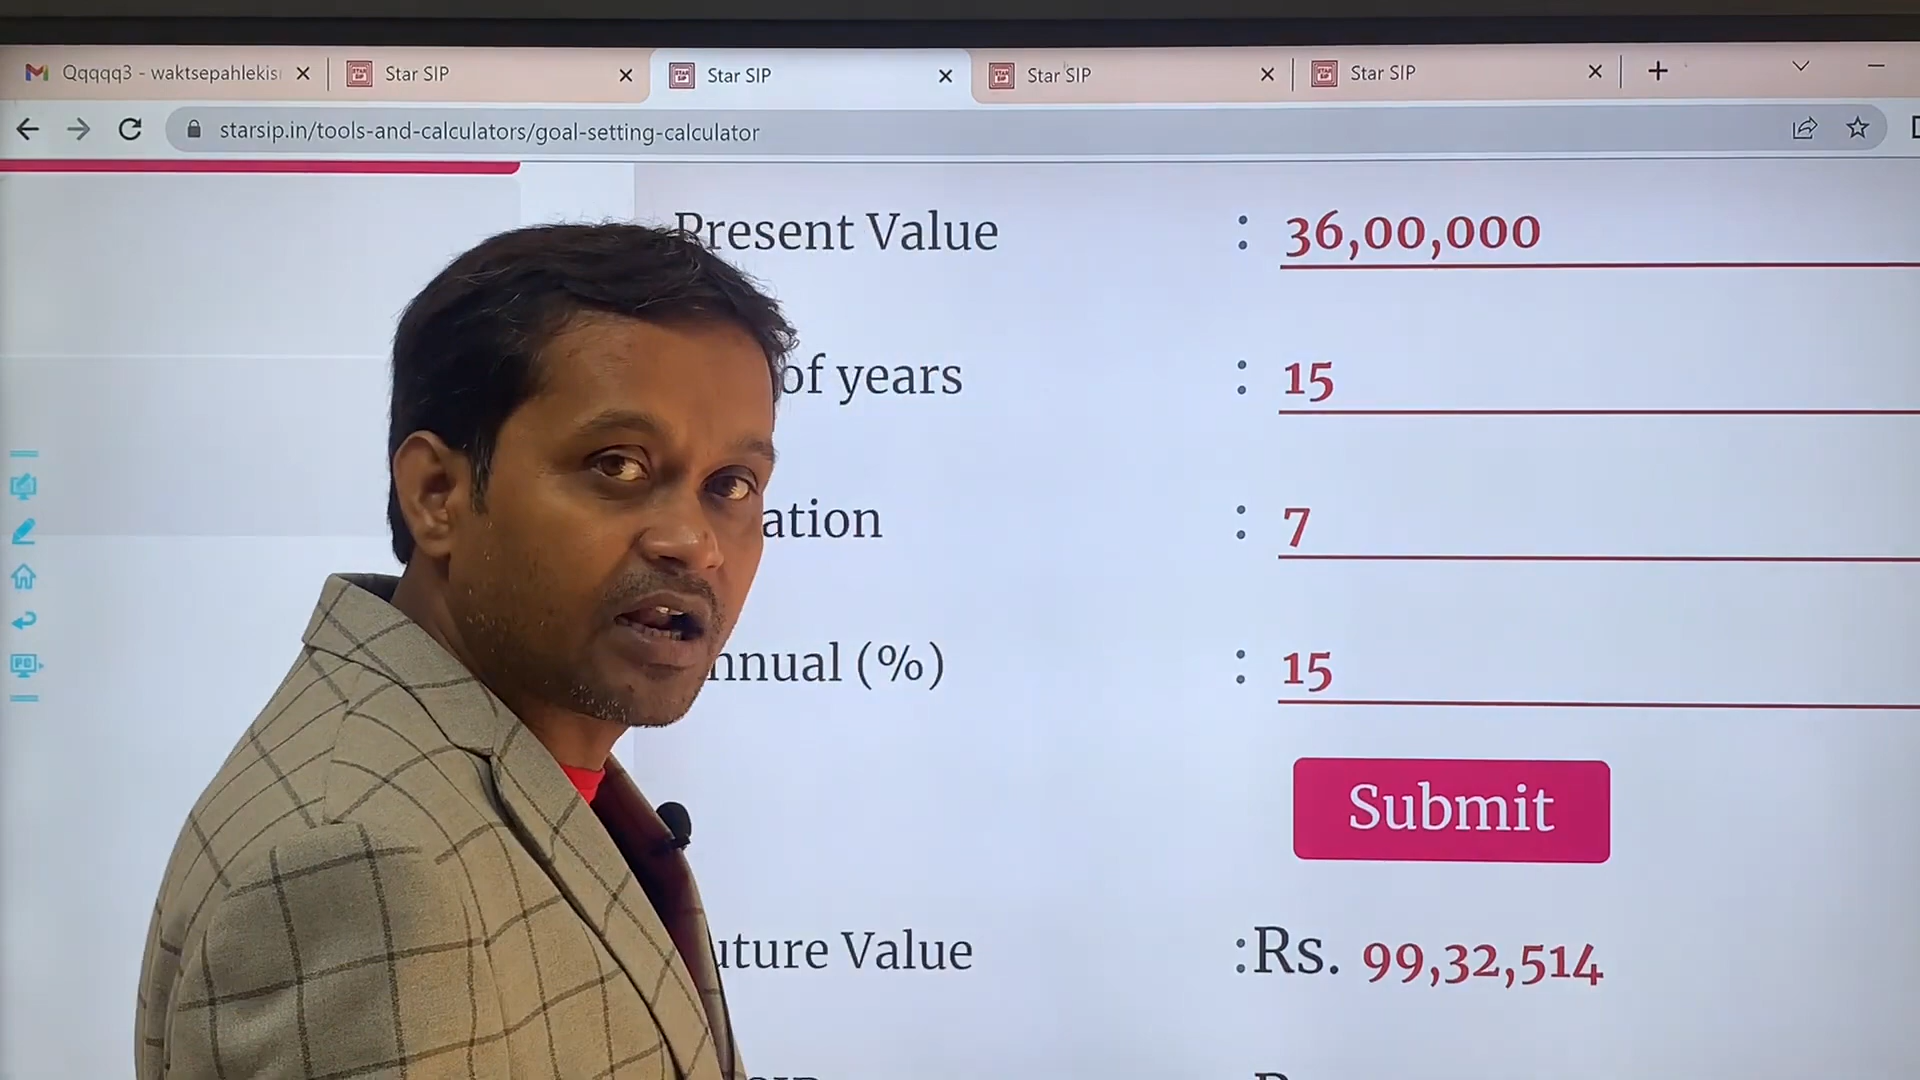 Qqqqq3 - waktsepahlekis
Star SIP
Star SIP
Star SIP
Star SIP
starsip.in/tools-and-calculators/goal-setting-calculator
Present Value : 36,00,000
of years : 15
ation : 7
nnual (%) : 15
Submit
uture Value :Rs. 99,32,514